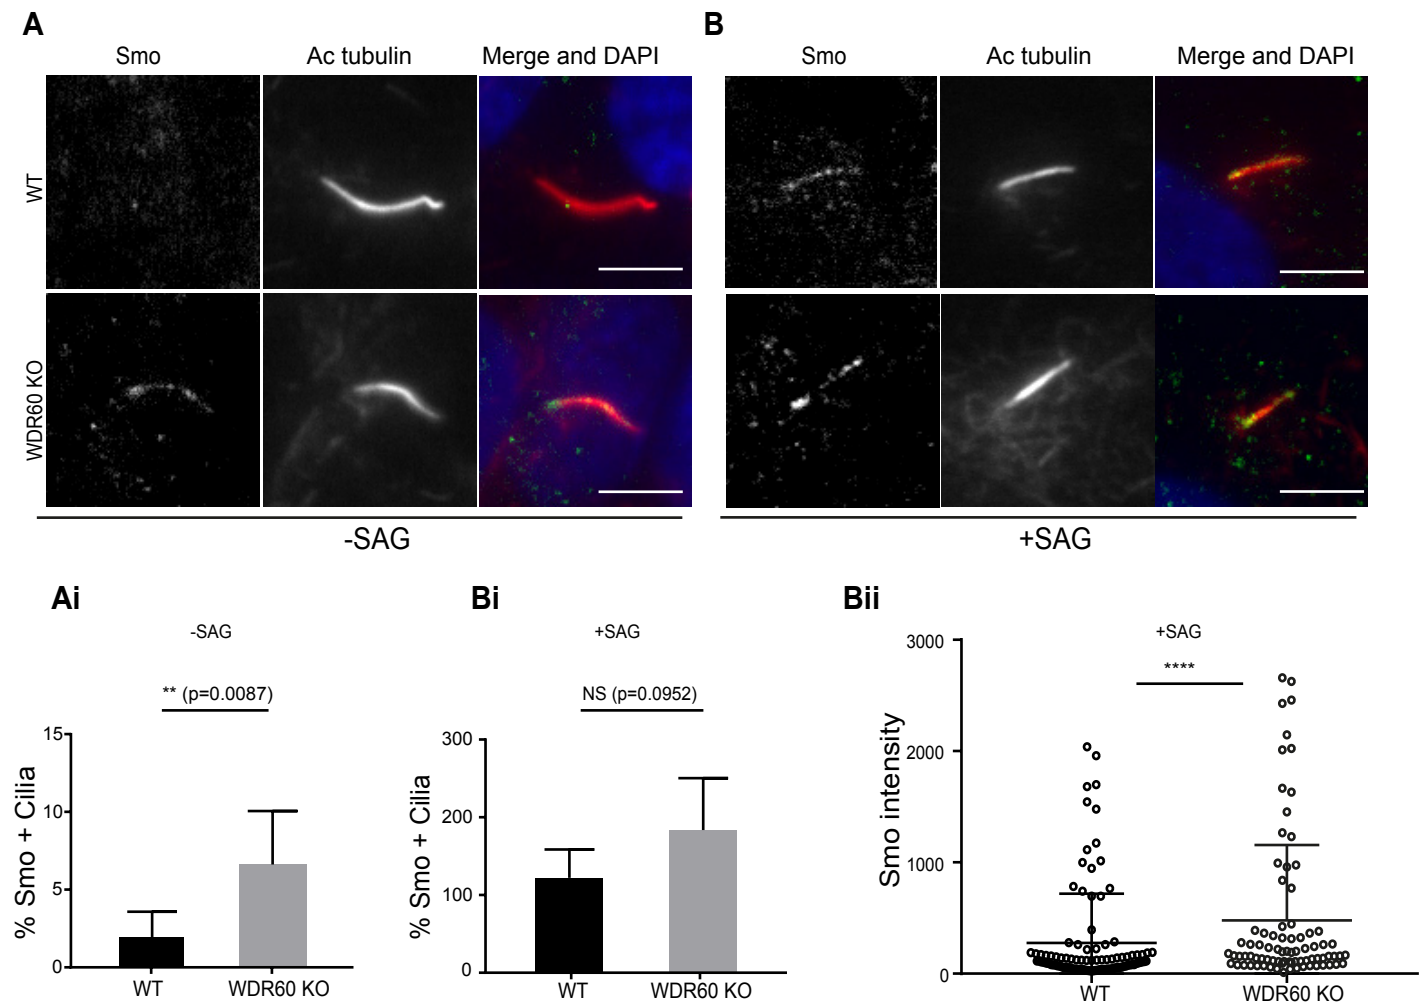 A
B
Smo
Ac tubulin
Merge and DAPI
Smo
Ac tubulin
Merge and DAPI
WT
WDR60 KO
-SAG
+SAG
Ai
Bi
Bii
-SAG
+SAG
+SAG
** (p=0.0087)
NS (p=0.0952)
****
% Smo + Cilia
15
10
5
0
WT
WDR60 KO
% Smo + Cilia
300
200
100
0
WT
WDR60 KO
Smo intensity
3000
2000
1000
0
WT
WDR60 KO